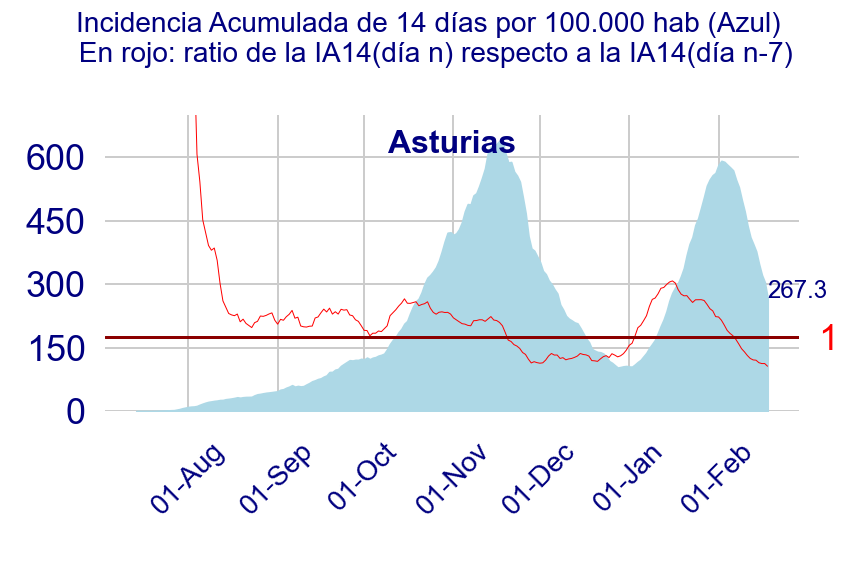 Incidencia Acumulada de 14 días por 100.000 hab (Azul)
En rojo: ratio de la IA14(día n) respecto a la IA14(día n-7)
Asturias
600
450
300
267.3
150
1
0
01-Aug
01-Sep
01-Oct
01-Nov
01-Dec
01-Jan
01-Feb